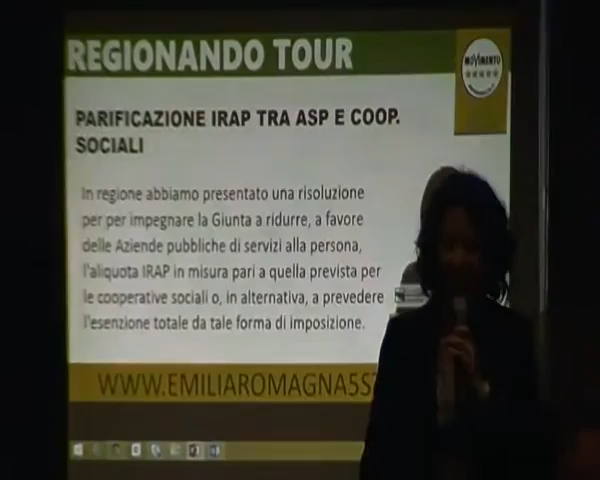 REGIONANDO TOUR
MOVIMENTO
PARIFICAZIONE IRAP TRA ASP E COOP.
SOCIALI
In regione abbiamo presentato una risoluzione
per per impegnare la Giunta a ridurre, a favore
delle Aziende pubbliche di servizi alla persona,
l'aliquota IRAP in misura pari a quella prevista per
le cooperative sociali o, in alternativa, a prevedere
l'esenzione totale da tale forma di imposizione.
WWW.EMILIAROMAGNA5S